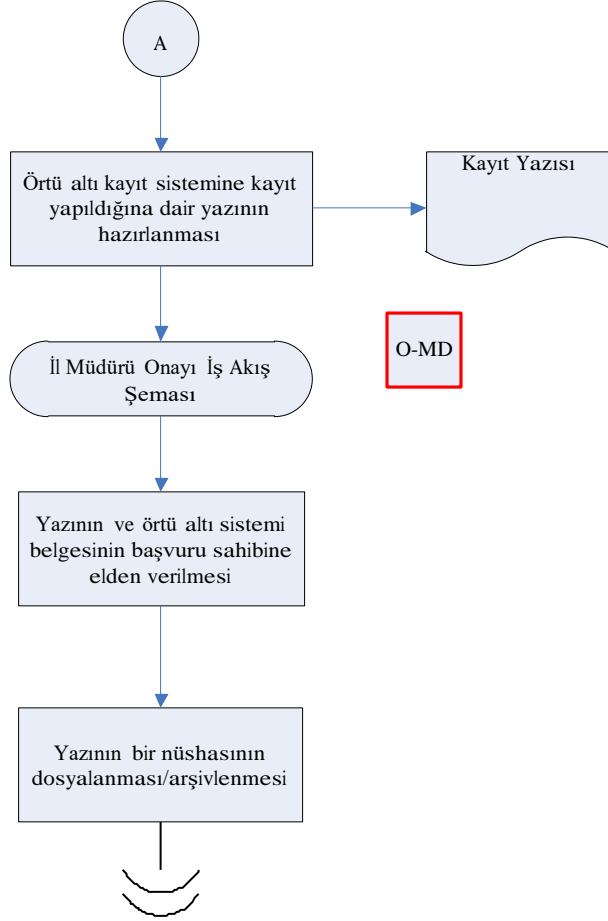 A
Örtü altı kayıt sistemine kayıt
yapıldığına dair yazının
hazırlanması
Kayıt Yazısı
İl Müdürü Onayı İş Akış
Şeması
O-MD
Yazının ve örtü altı sistemi
belgesinin başvuru sahibine
elden verilmesi
Yazının bir nüshasının
dosyalanması/arşivlenmesi